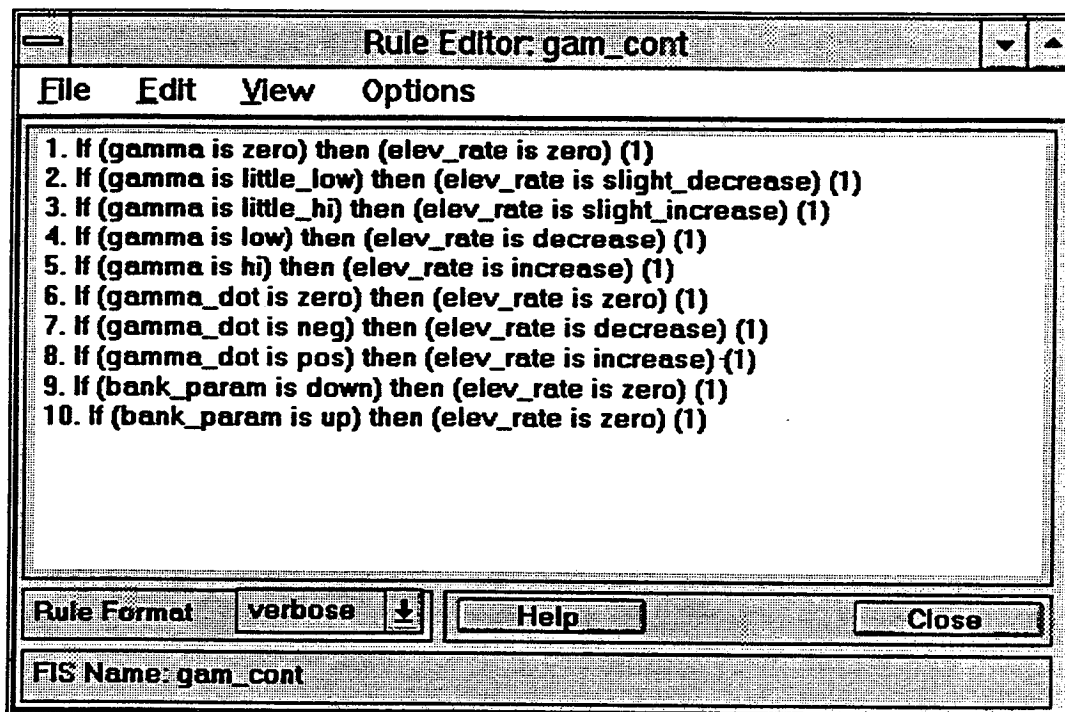 Rule Editor: gam_cont
File Edit View Options
1. If (gamma is zero) then (elev_rate is zero) (1)
2. If (gamma is little_low) then (elev_rate is slight_decrease) (1)
3. If (gamma is little_hi) then (elev_rate is slight_increase) (1)
4. If (gamma is low) then (elev_rate is decrease) (1)
5. If (gamma is hi) then (elev_rate is increase) (1)
6. If (gamma_dot is zero) then (elev_rate is zero) (1)
7. If (gamma_dot is neg) then (elev_rate is decrease) (1)
8. If (gamma_dot is pos) then (elev_rate is increase) (1)
9. If (bank_param is down) then (elev_rate is zero) (1)
10. If (bank_param is up) then (elev_rate is zero) (1)
Rule Format verbose Help Close
FIS Name: gam_cont